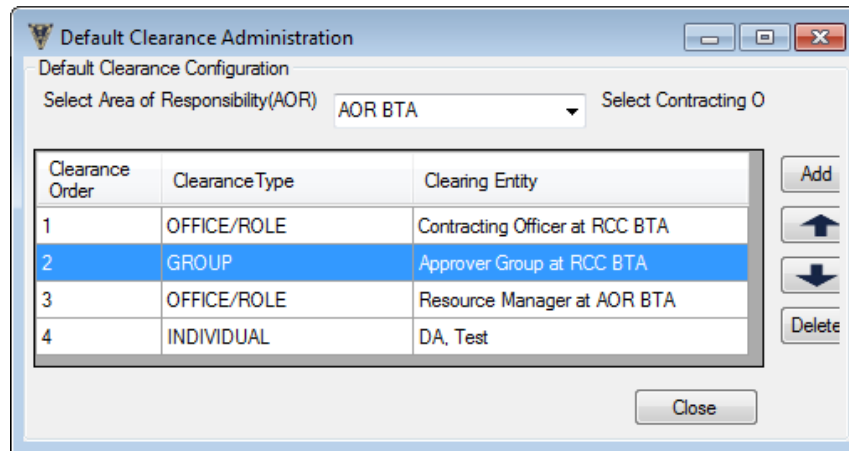 Default Clearance Administration
Default Clearance Configuration
Select Area of Responsibility(AOR) AOR BTA Select Contracting O
Clearance Order Clearance Type Clearing Entity Add
1 OFFICE/ROLE Contracting Officer at RCC BTA
2 GROUP Approver Group at RCC BTA
3 OFFICE/ROLE Resource Manager at AOR BTA
4 INDIVIDUAL DA, Test Delete
Close